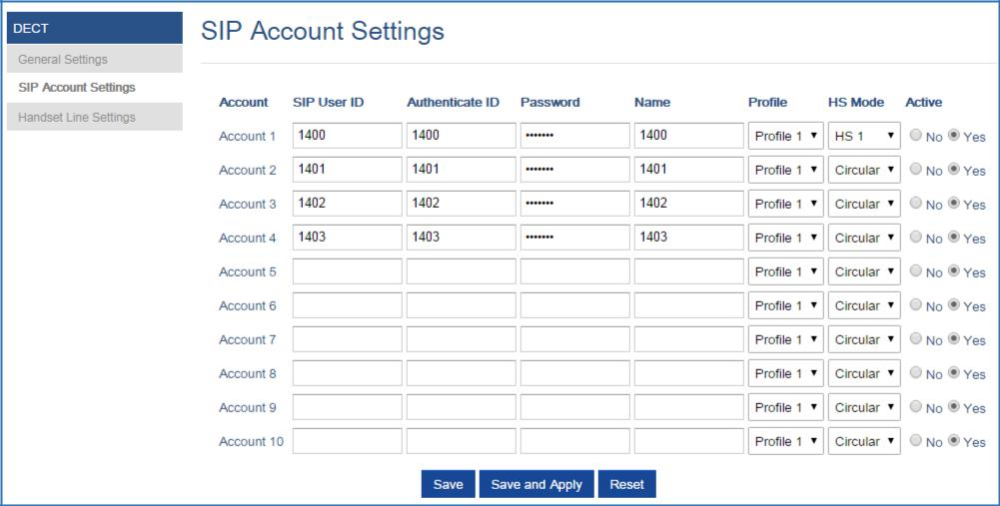 DECT
SIP Account Settings
General Settings
SIP Account Settings
Handset Line Settings
Account SIP User ID Authenticate ID Password Name Profile HS Mode Active
Account 1 1400 1400 ••••••• 1400 Profile 1 ▼ HS 1 ▼ No Yes
Account 2 1401 1401 ••••••• 1401 Profile 1 ▼ Circular ▼ No Yes
Account 3 1402 1402 ••••••• 1402 Profile 1 ▼ Circular ▼ No Yes
Account 4 1403 1403 ••••••• 1403 Profile 1 ▼ Circular ▼ No Yes
Account 5 Profile 1 ▼ Circular ▼ No Yes
Account 6 Profile 1 ▼ Circular ▼ No Yes
Account 7 Profile 1 ▼ Circular ▼ No Yes
Account 8 Profile 1 ▼ Circular ▼ No Yes
Account 9 Profile 1 ▼ Circular ▼ No Yes
Account 10 Profile 1 ▼ Circular ▼ No Yes
Save Save and Apply Reset